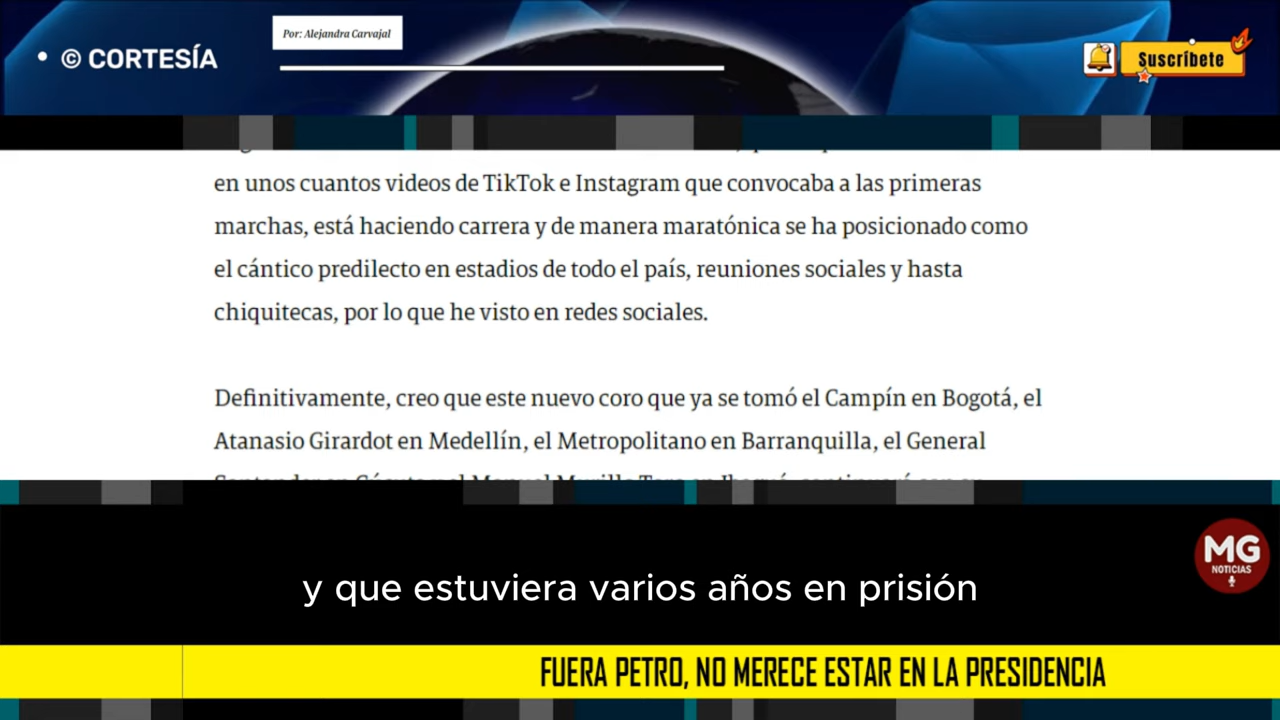 Por: Alejandra Carvajal
• © CORTESÍA
Suscríbete
en unos cuantos videos de TikTok e Instagram que convocaba a las primeras
marchas, está haciendo carrera y de manera maratónica se ha posicionado como
el cántico predilecto en estadios de todo el país, reuniones sociales y hasta
chiquitecas, por lo que he visto en redes sociales.
Definitivamente, creo que este nuevo coro que ya se tomó el Campín en Bogotá, el
Atanasio Girardot en Medellín, el Metropolitano en Barranquilla, el General
MG
NOTICIAS
y que estuviera varios años en prisión
FUERA PETRO, NO MERECE ESTAR EN LA PRESIDENCIA